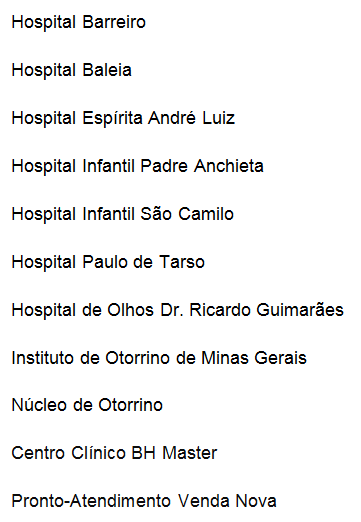 Hospital Barreiro
Hospital Baleia
Hospital Espírita André Luiz
Hospital Infantil Padre Anchieta
Hospital Infantil São Camilo
Hospital Paulo de Tarso
Hospital de Olhos Dr. Ricardo Guimarães
Instituto de Otorrino de Minas Gerais
Núcleo de Otorrino
Centro Clínico BH Master
Pronto-Atendimento Venda Nova